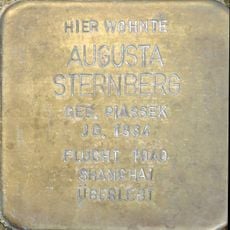 HIER WOHNTE
AUGUSTA
STERNBERG
GEB. PIASSEK
JG. 1884
FLUCHT 1940
SHANGHAI
ÜBERLEBT